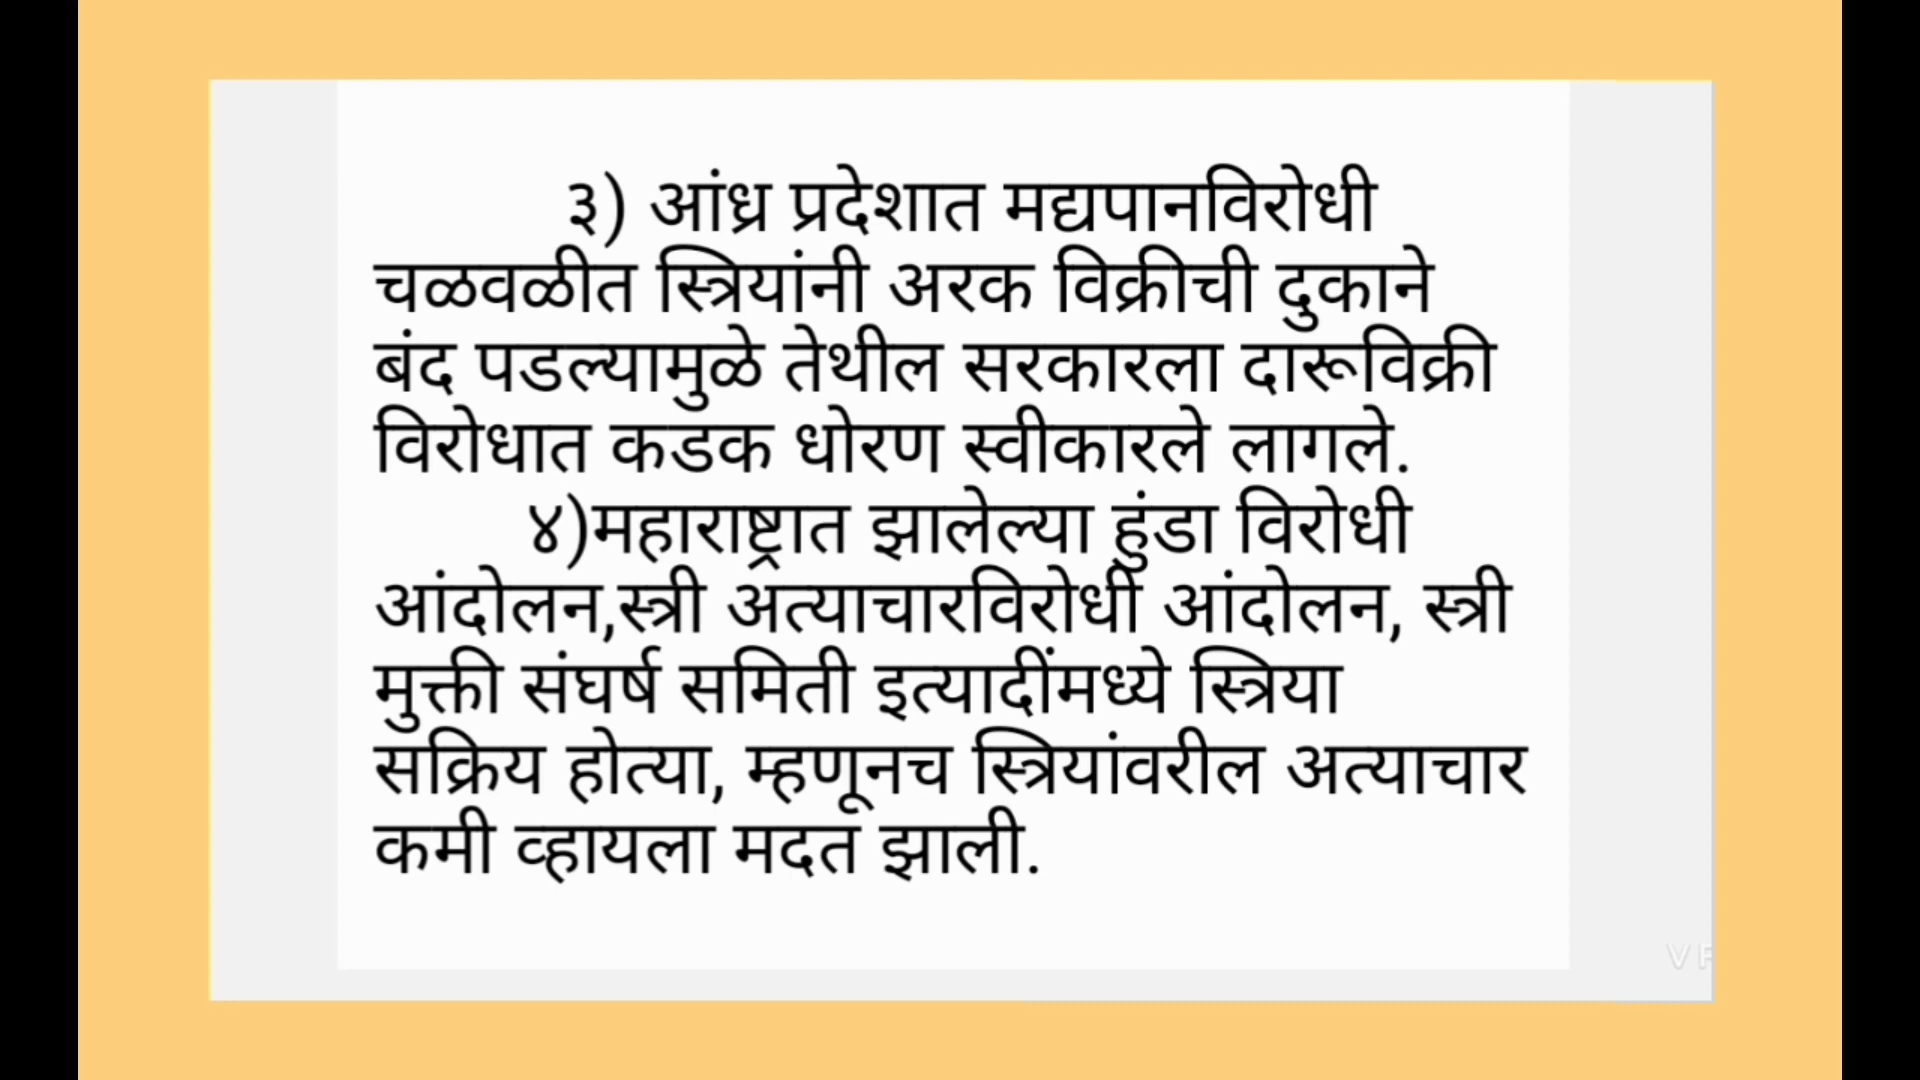 ३) आंध्र प्रदेशात मद्यपानविरोधी
चळवळीत स्त्रियांनी अरक विक्रीची दुकाने
बंद पडल्यामुळे तेथील सरकारला दारूविक्री
विरोधात कडक धोरण स्वीकारले लागले.
४)महाराष्ट्रात झालेल्या हुंडा विरोधी
आंदोलन,स्त्री अत्याचारविरोधी आंदोलन, स्त्री
मुक्ती संघर्ष समिती इत्यादींमध्ये स्त्रिया
सक्रिय होत्या, म्हणूनच स्त्रियांवरील अत्याचार
कमी व्हायला मदत झाली.